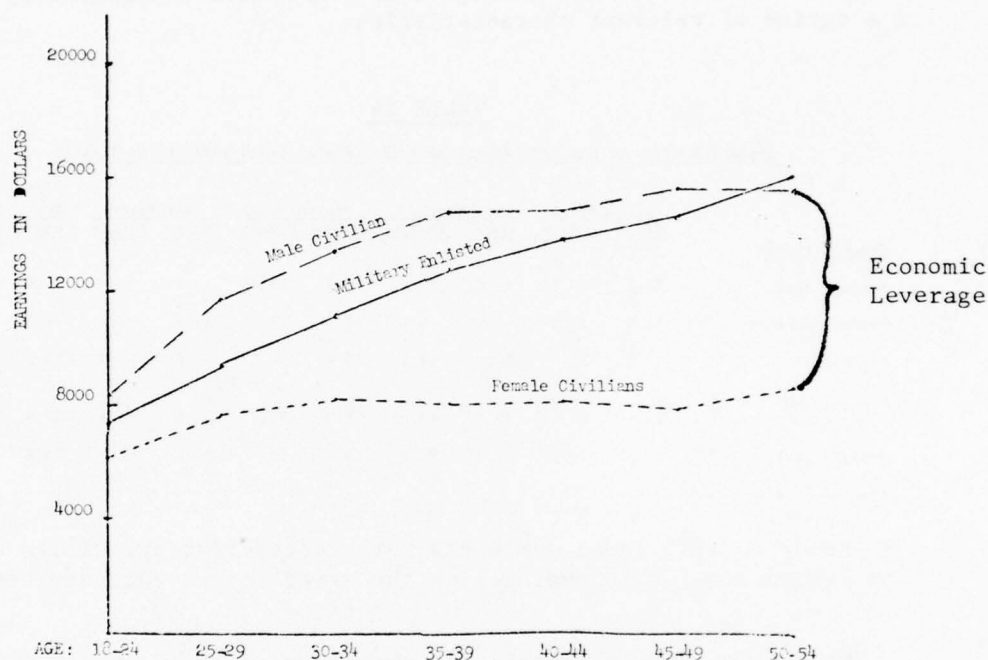 20000
16000
12000
8000
4000
EARNINGS IN DOLLARS
Male Civilian
Military Enlisted
Female Civilians
Economic
Leverage
AGE: 18-24 25-29 30-34 35-39 40-44 45-49 50-54